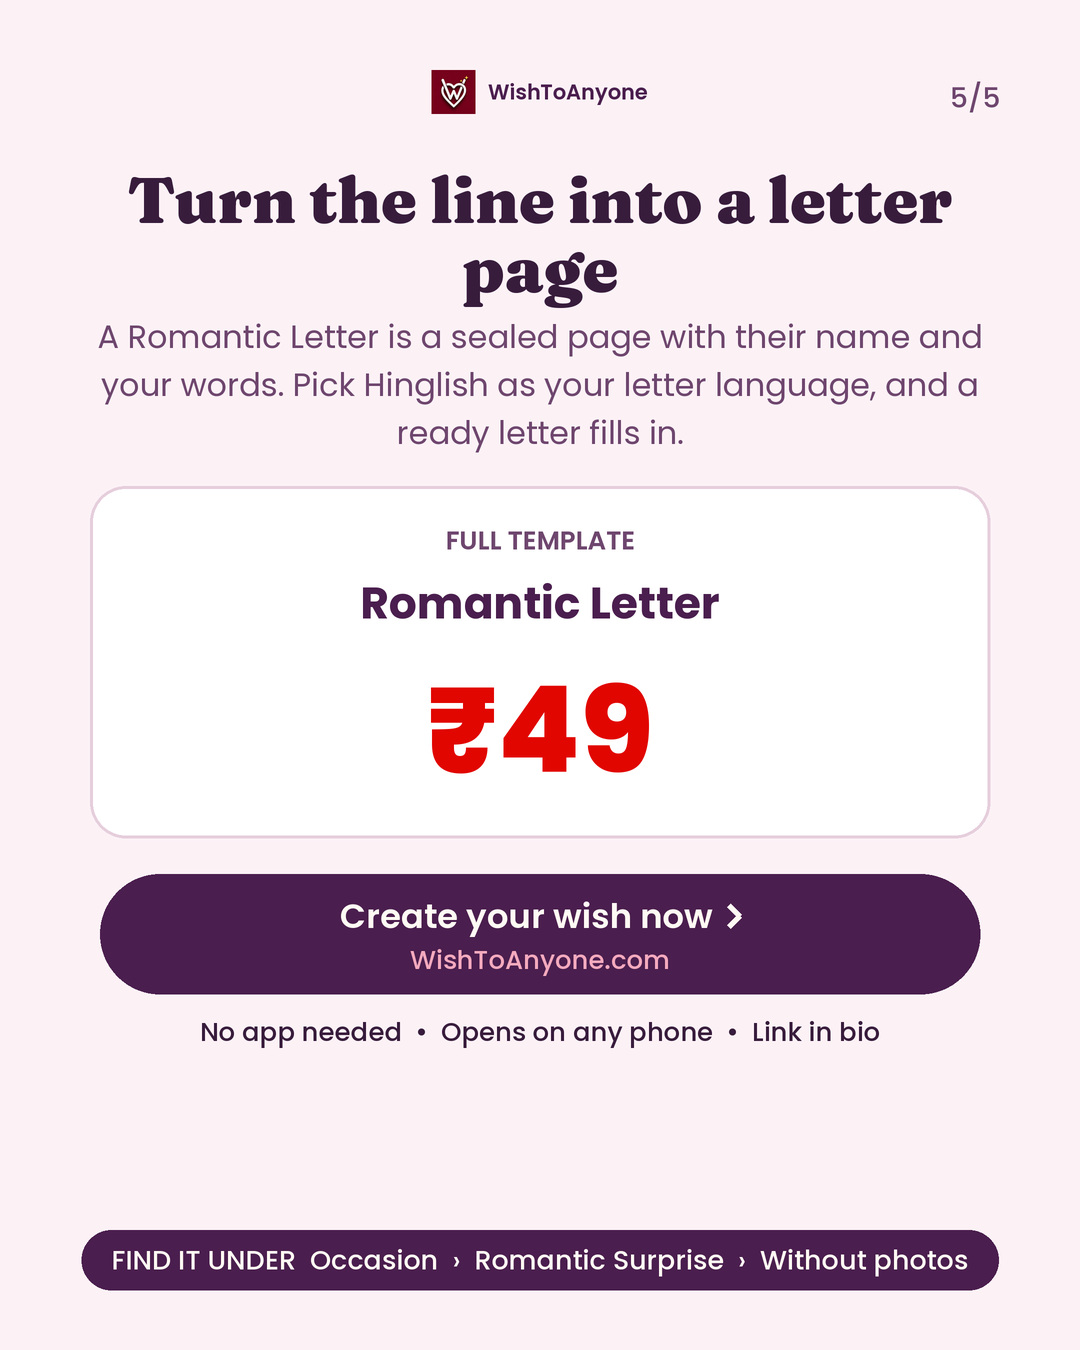 WishToAnyone
5/5
Turn the line into a letter
page
A Romantic Letter is a sealed page with their name and
your words. Pick Hinglish as your letter language, and a
ready letter fills in.
FULL TEMPLATE
Romantic Letter
₹49
Create your wish now ›
WishToAnyone.com
No app needed • Opens on any phone • Link in bio
FIND IT UNDER Occasion › Romantic Surprise › Without photos